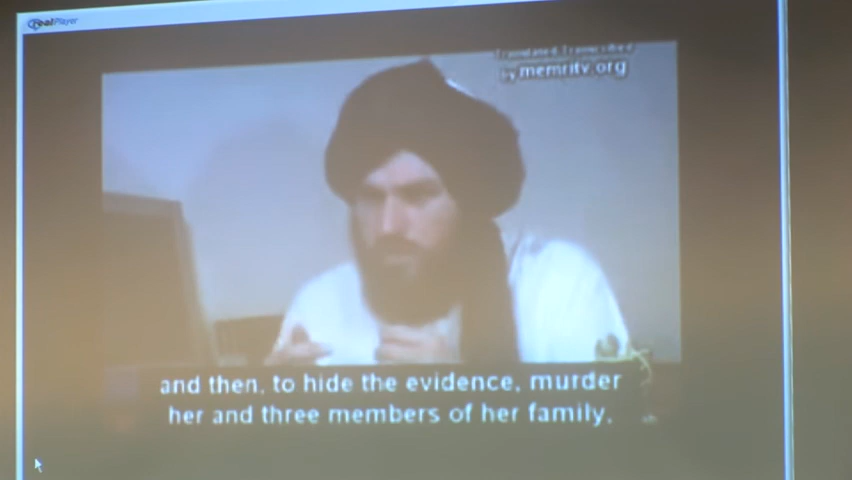 realPlayer
Translated, Transcribed
by memritv.org
and then, to hide the evidence, murder
her and three members of her family,